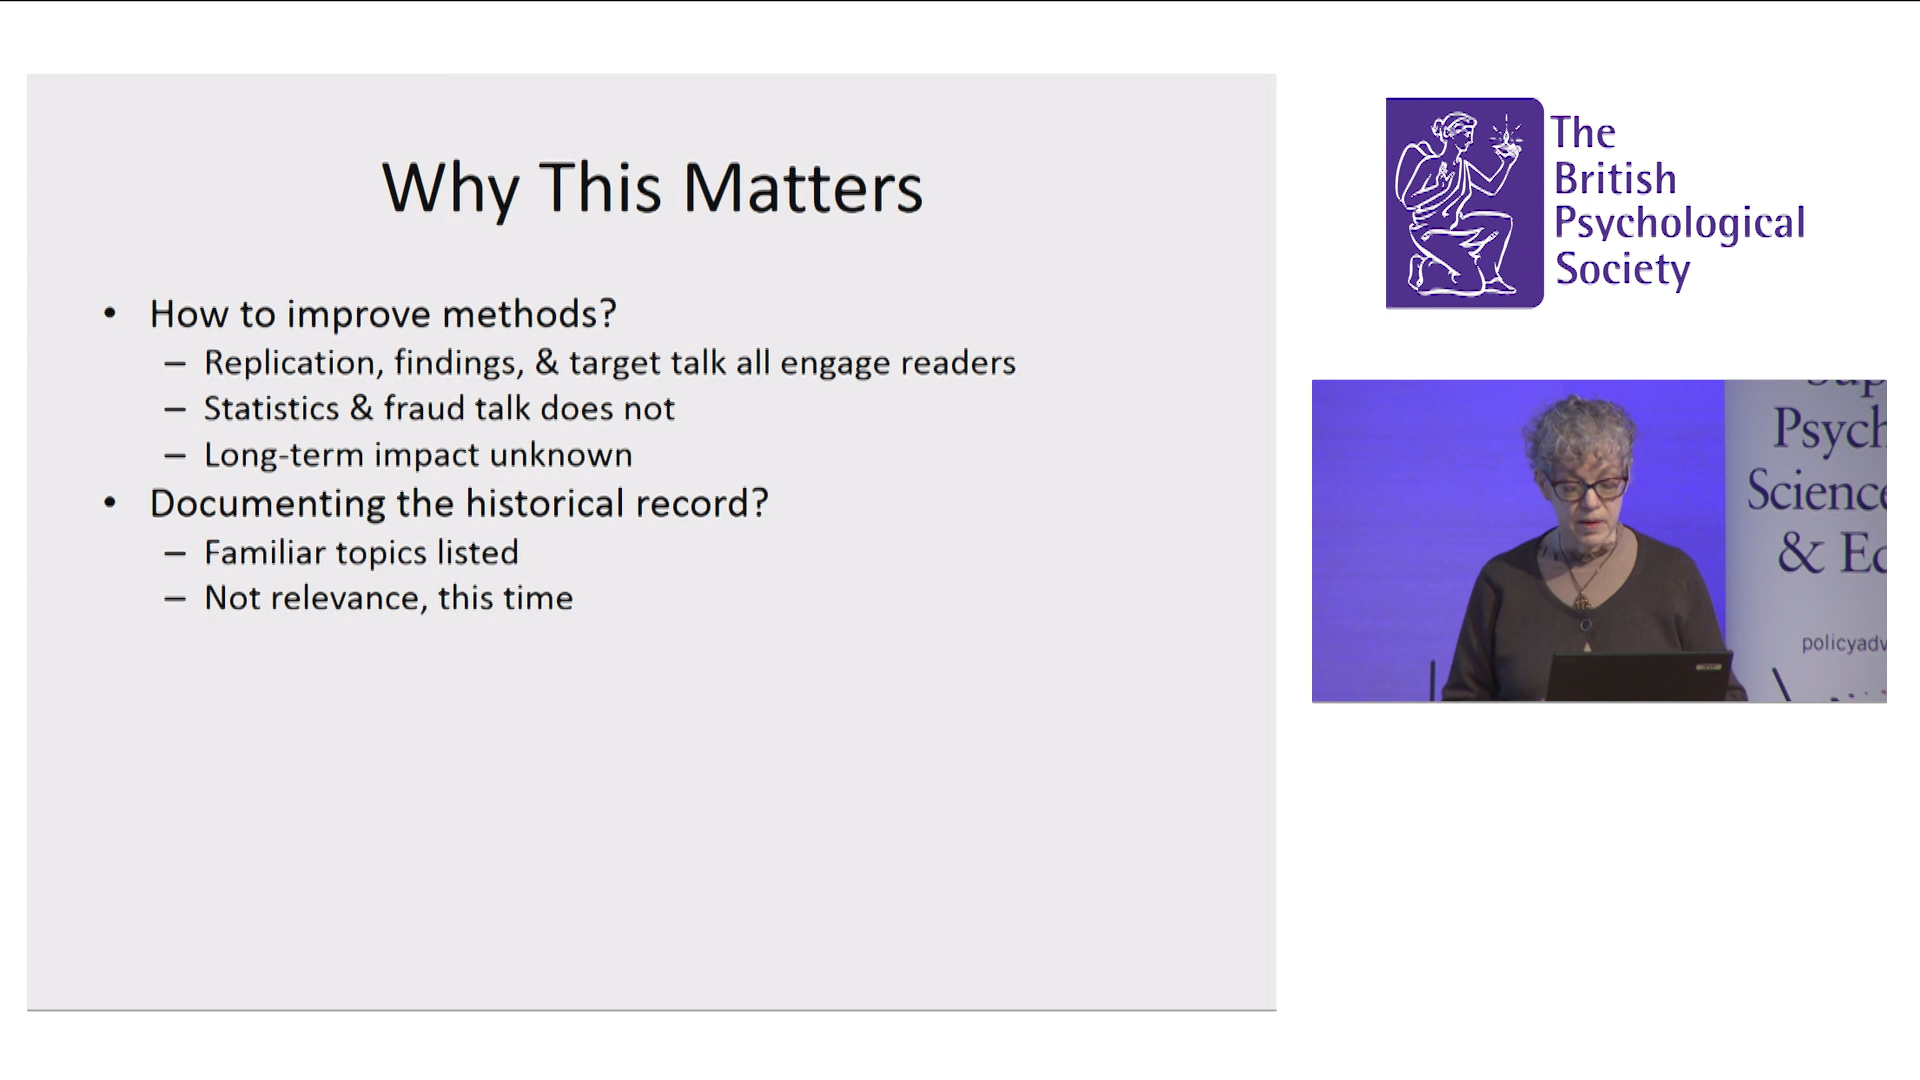 Why This Matters
• How to improve methods?
– Replication, findings, & target talk all engage readers
– Statistics & fraud talk does not
– Long-term impact unknown
• Documenting the historical record?
– Familiar topics listed
– Not relevance, this time
The
British
Psychological
Society
Psych
Science
& Ed
policyadv